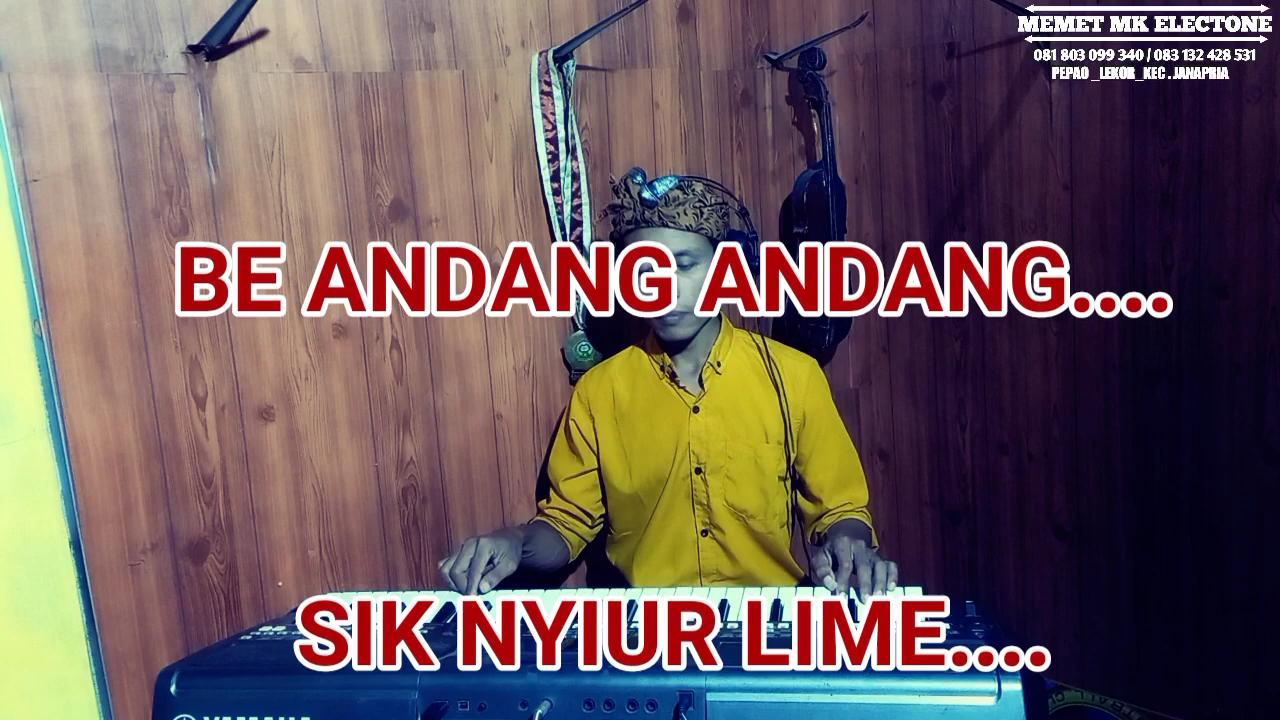 MEMET MK ELECTONE
081 803 099 340 / 083 132 428 531
PEPAO _LEKOR_KEC . JANAPRIA
BE ANDANG ANDANG....
SIK NYIUR LIME....
YAMAHA